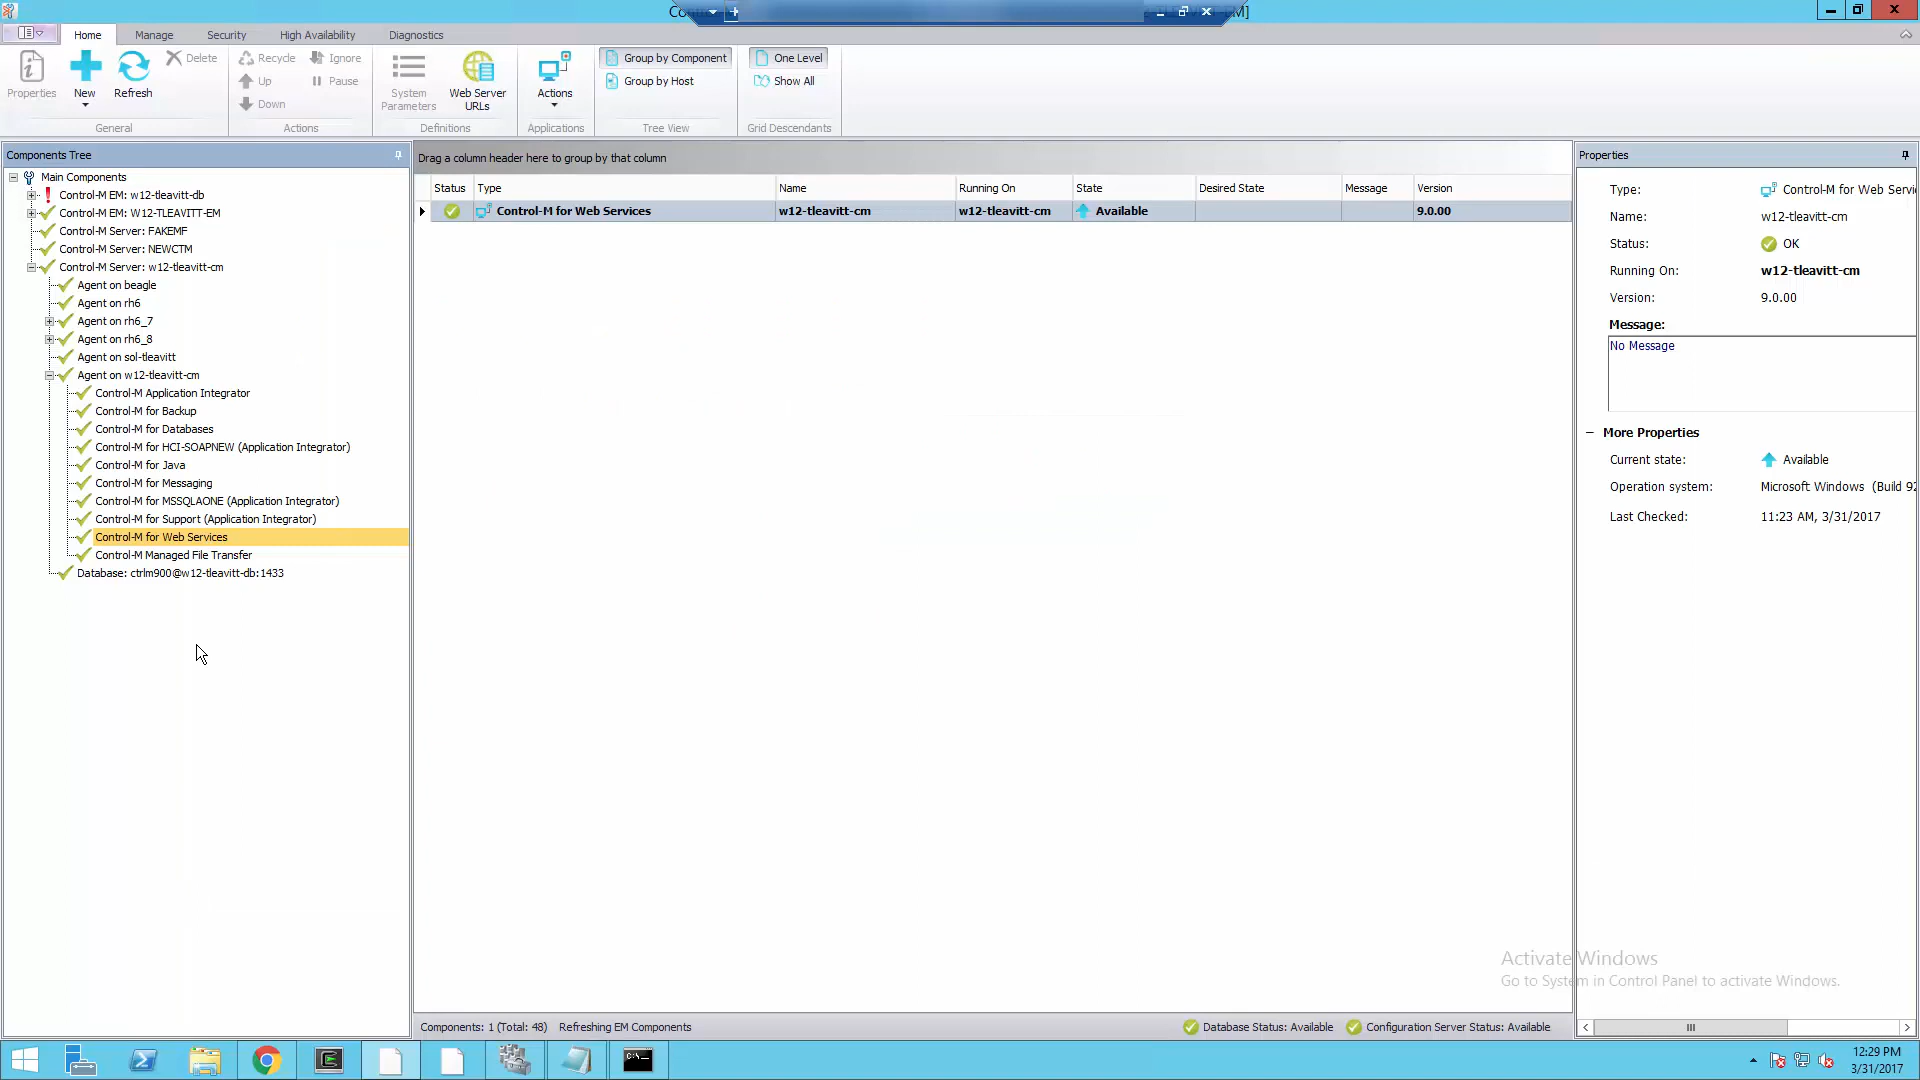 M]
Home Manage Security High Availability Diagnostics
Properties
New
Refresh
Delete
Recycle
Up
Down
Ignore
Pause
System
Parameters
Web Server
URLs
Actions
Group by Component
Group by Host
One Level
Show All
General Actions Definitions Applications Tree View Grid Descendants
Components Tree
Main Components
Control-M EM: w12-tleavitt-db
Control-M EM: W12-TLEAVITT-EM
Control-M Server: FAKEMF
Control-M Server: NEWCTM
Control-M Server: w12-tleavitt-cm
Agent on beagle
Agent on rh6
Agent on rh6_7
Agent on rh6_8
Agent on sol-tleavitt
Agent on w12-tleavitt-cm
Control-M Application Integrator
Control-M for Backup
Control-M for Databases
Control-M for HCI-SOAPNEW (Application Integrator)
Control-M for Java
Control-M for Messaging
Control-M for MSSQLAONE (Application Integrator)
Control-M for Support (Application Integrator)
Control-M for Web Services
Control-M Managed File Transfer
Database: ctrlm900@w12-tleavitt-db:1433
Drag a column header here to group by that column
Status Type Name Running On State Desired State Message Version
Control-M for Web Services w12-tleavitt-cm w12-tleavitt-cm Available 9.0.00
Properties
Type: Control-M for Web Servi
Name: w12-tleavitt-cm
Status: OK
Running On: w12-tleavitt-cm
Version: 9.0.00
Message:
No Message
More Properties
Current state: Available
Operation system: Microsoft Windows (Build 92
Last Checked: 11:23 AM, 3/31/2017
Activate Windows
Go to System in Control Panel to activate Windows.
Components: 1 (Total: 48) Refreshing EM Components Database Status: Available Configuration Server Status: Available
12:29 PM
3/31/2017